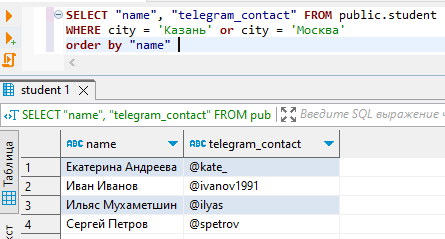 SELECT "name", "telegram_contact" FROM public.student
WHERE city = 'Казань' or city = 'Москва'
order by "name"
student 1
SELECT "name", "telegram_contact" FROM pub
Введите SQL выражение ч
Таблица
name telegram_contact
1 Екатерина Андреева @kate_
2 Иван Иванов @ivanov1991
3 Ильяс Мухаметшин @ilyas
4 Сергей Петров @spetrov